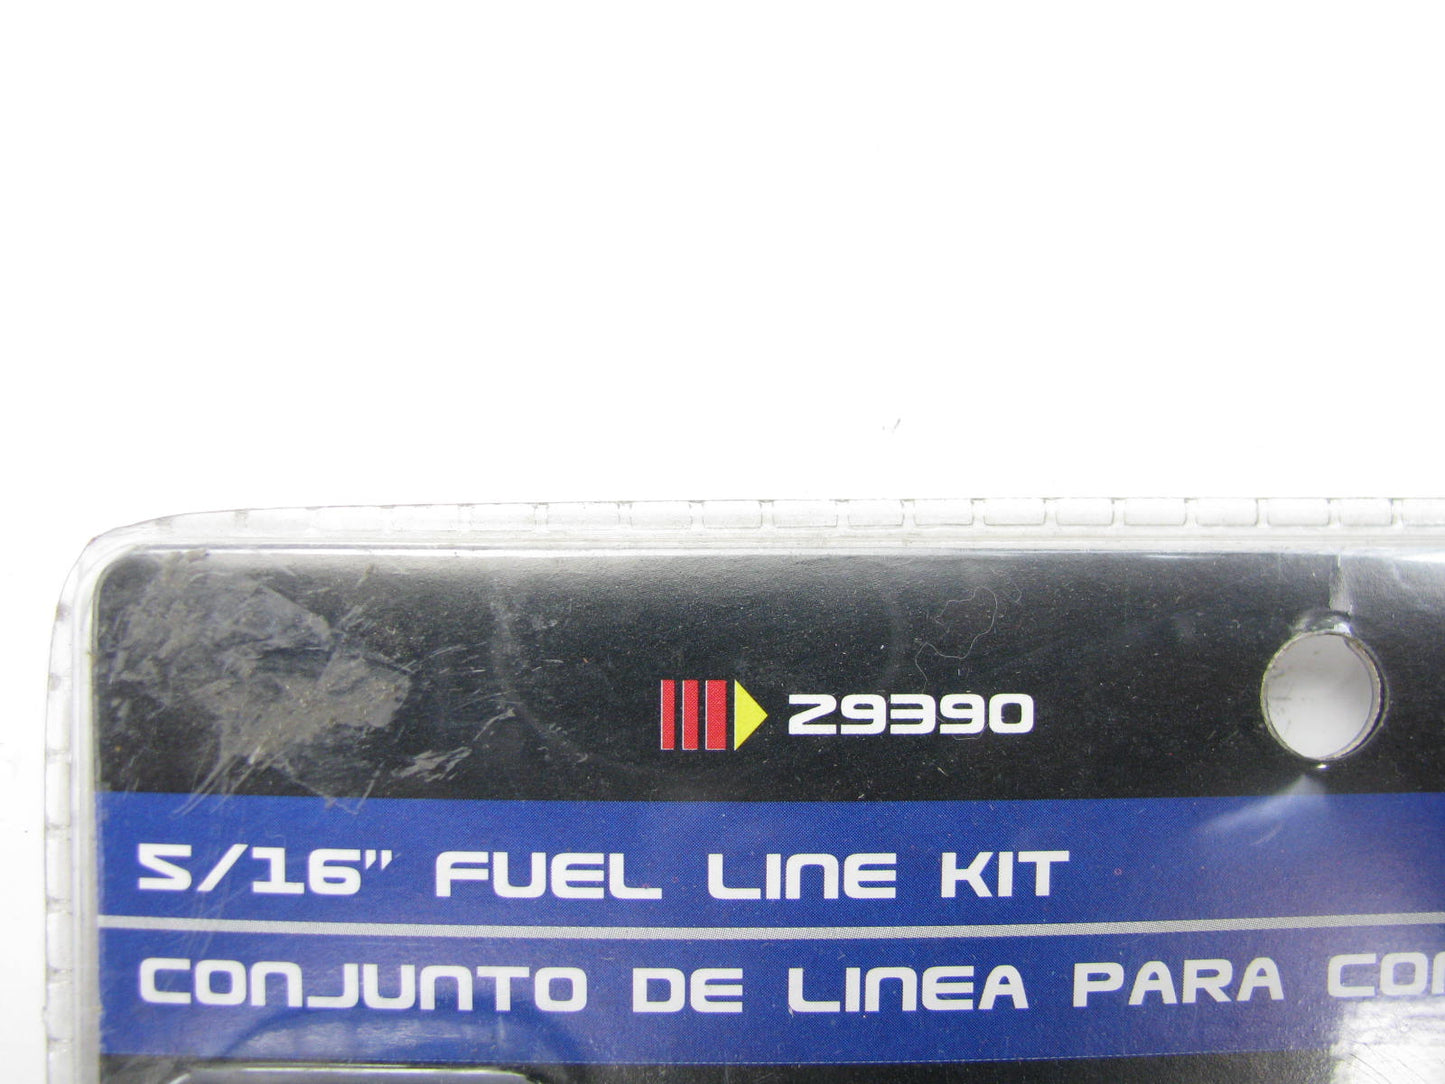 29390
5/16" FUEL LINE KIT
CONJUNTO DE LINEA PARA